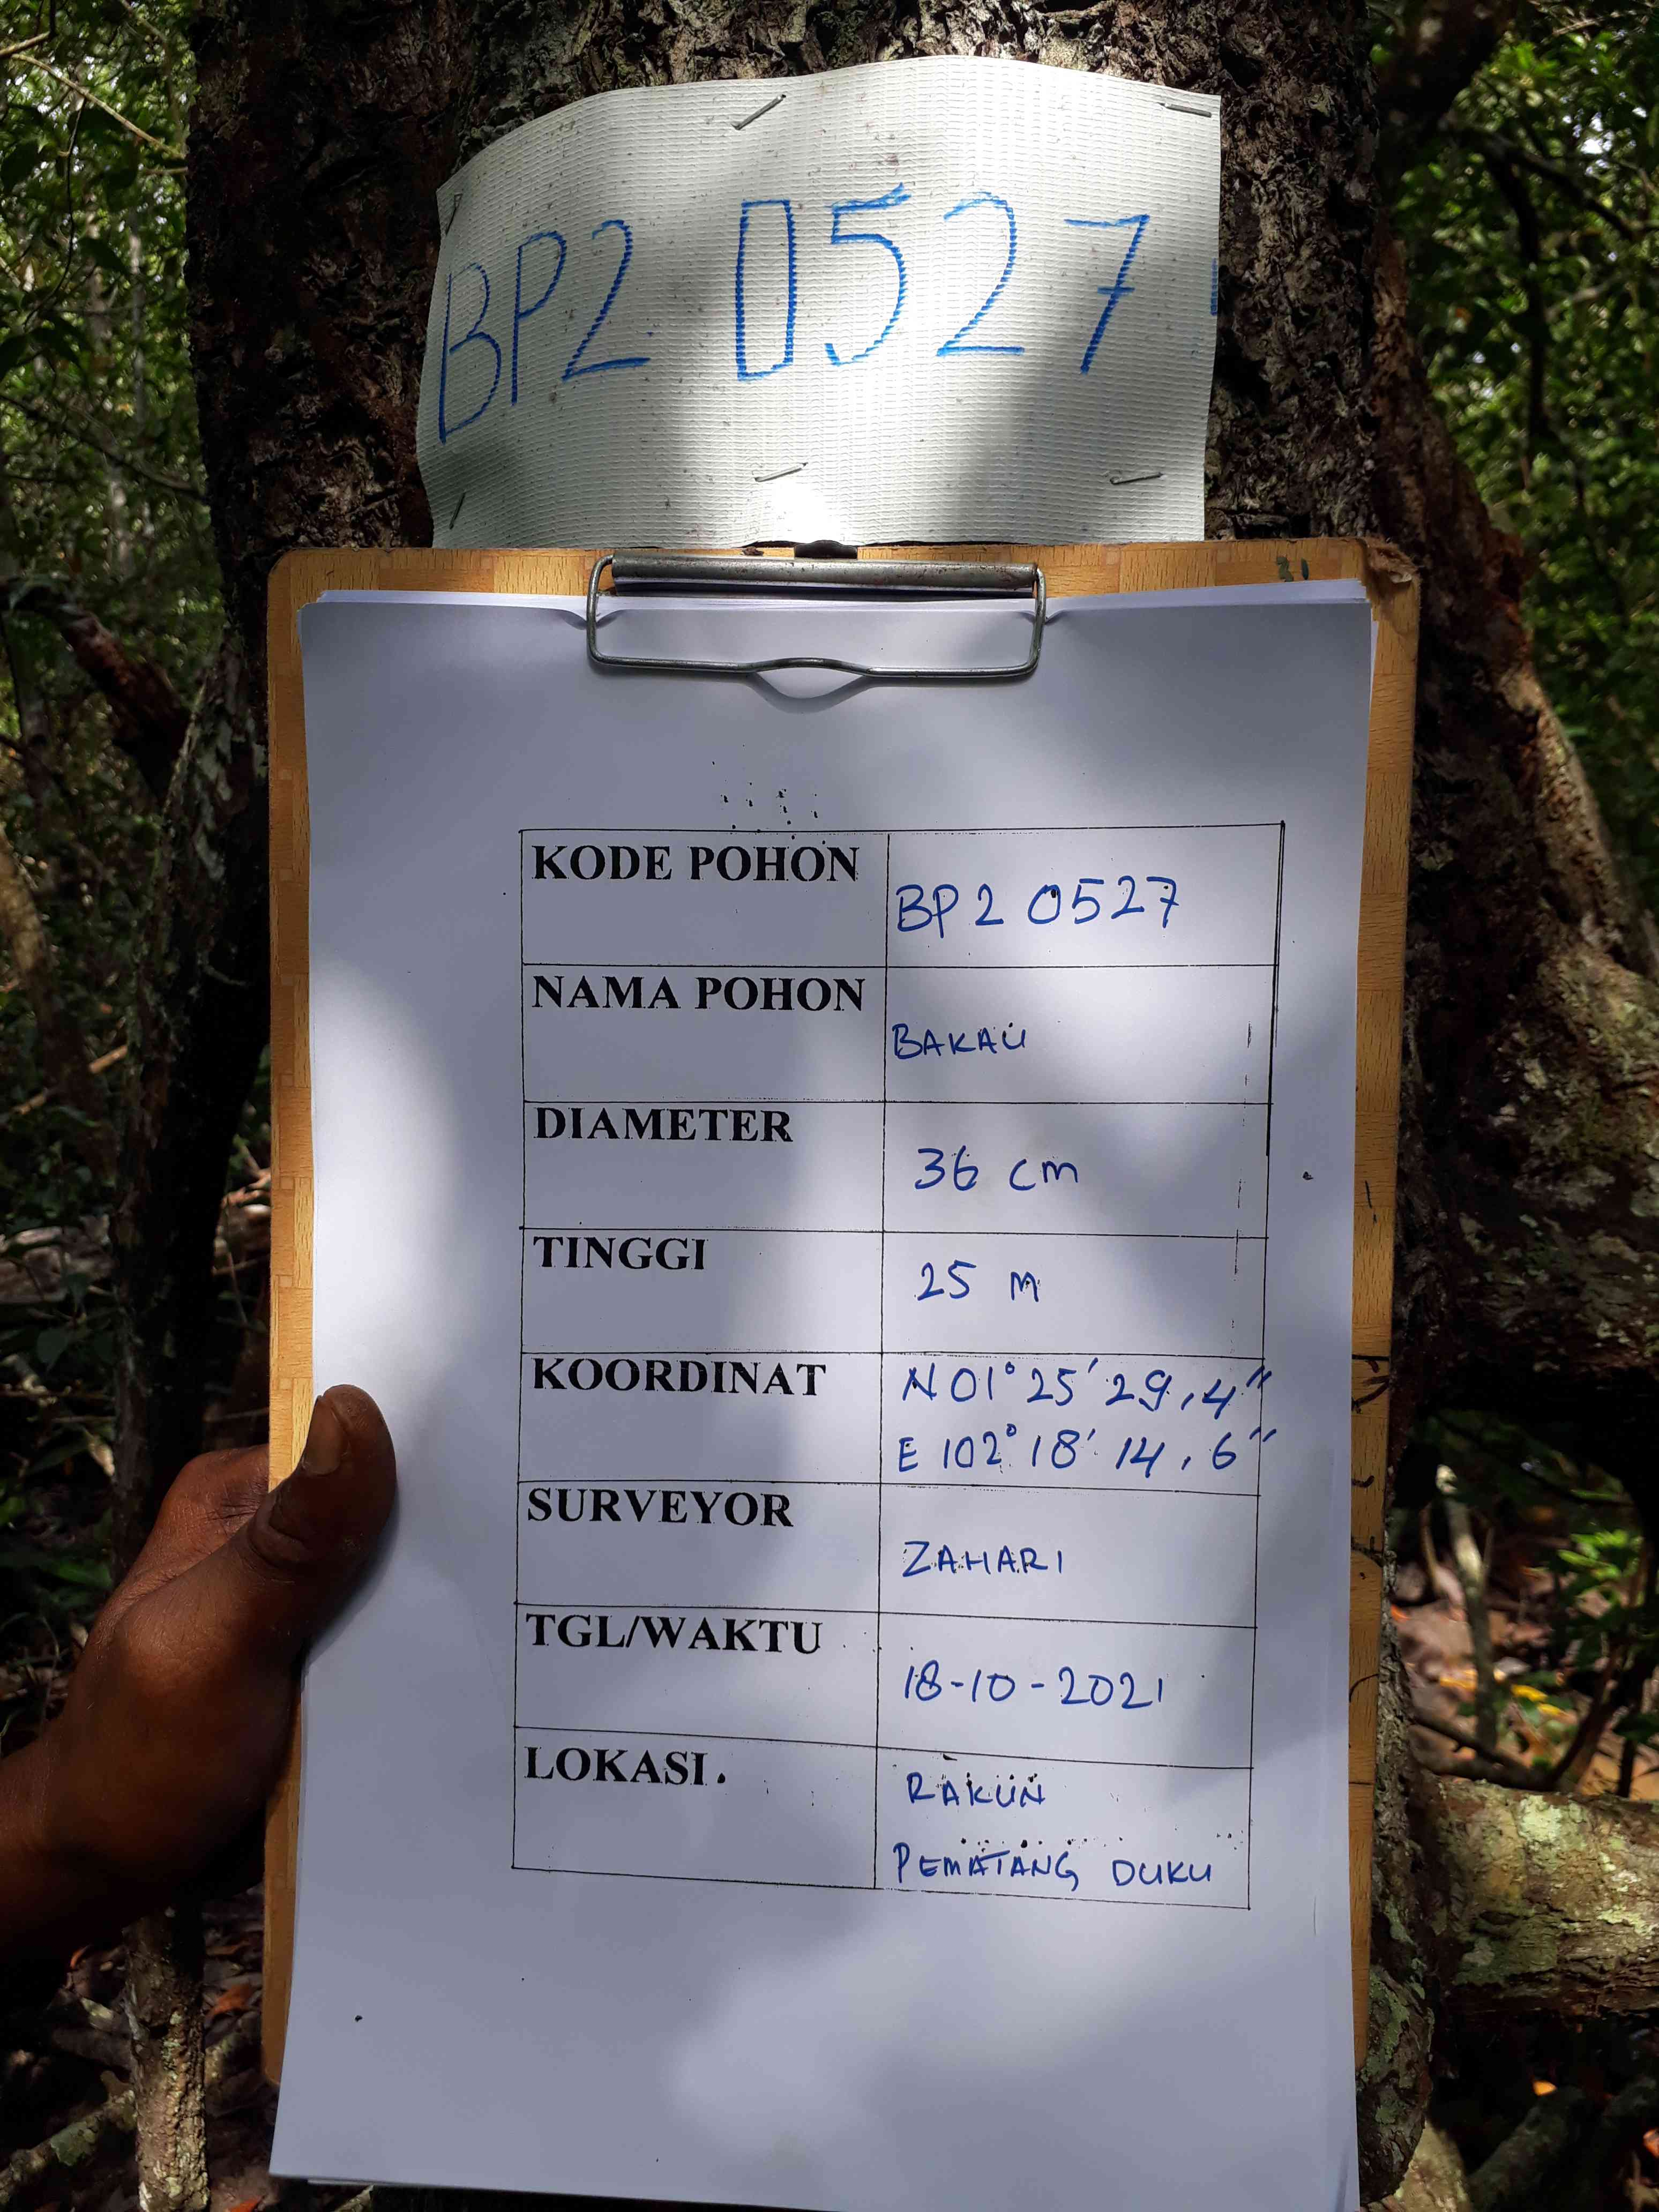 BP2 0527
KODE POHON
BP2 0527
NAMA POHON
BAKAU
DIAMETER
36 cm
TINGGI
25 M
KOORDINAT
N 01° 25' 29,4"
E 102° 18' 14,6"
SURVEYOR
ZAHARI
TGL/WAKTU
18-10-2021
LOKASI.
RAKUN
PEMATANG DUKU